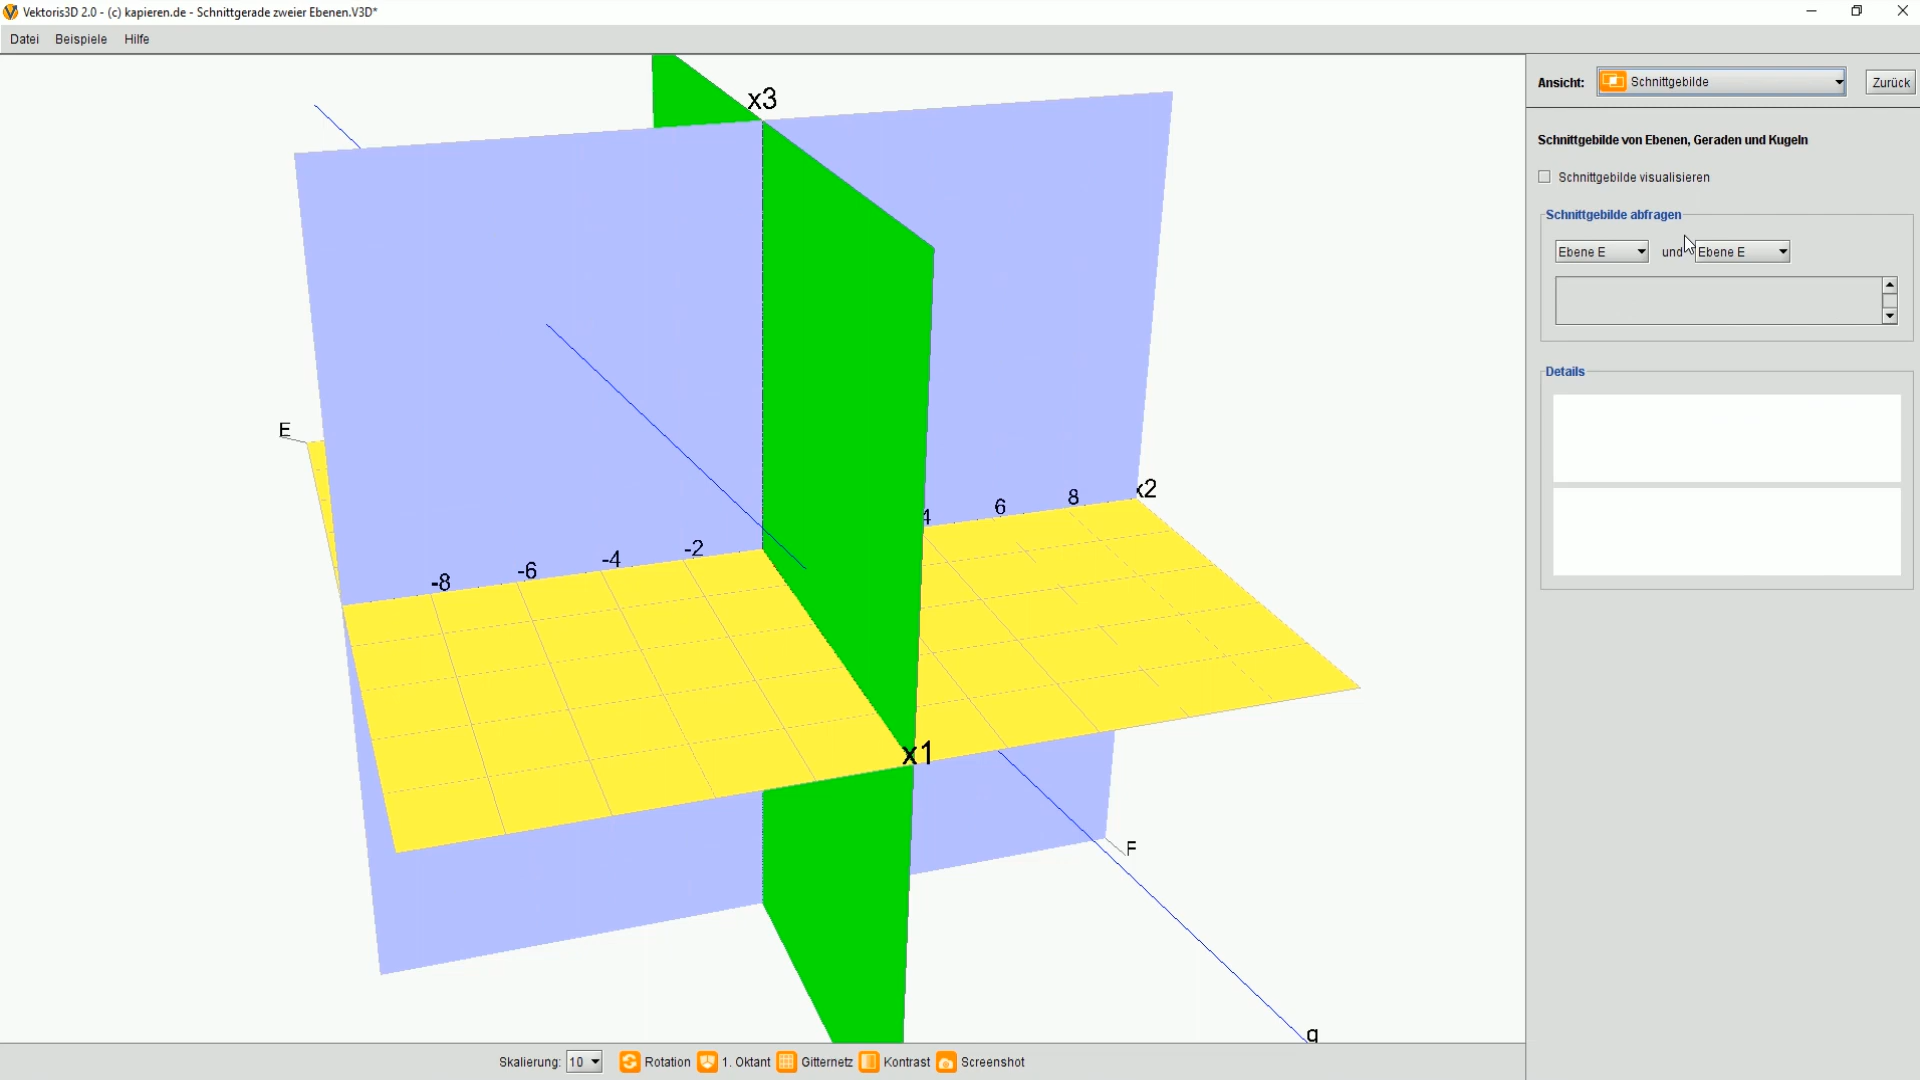 Vektoris3D 2.0 - (c) kapieren.de - Schnittgerade zweier Ebenen.V3D*
Datei Beispiele Hilfe
Ansicht: Schnittgebilde Zurück
Schnittgebilde von Ebenen, Geraden und Kugeln
Schnittgebilde visualisieren
Schnittgebilde abfragen
Ebene E und Ebene E
Details
x3
E
-8 -6 -4 -2 4 6 8 x2
x1
F
g
Skalierung: 10 Rotation 1. Oktant Gitternetz Kontrast Screenshot